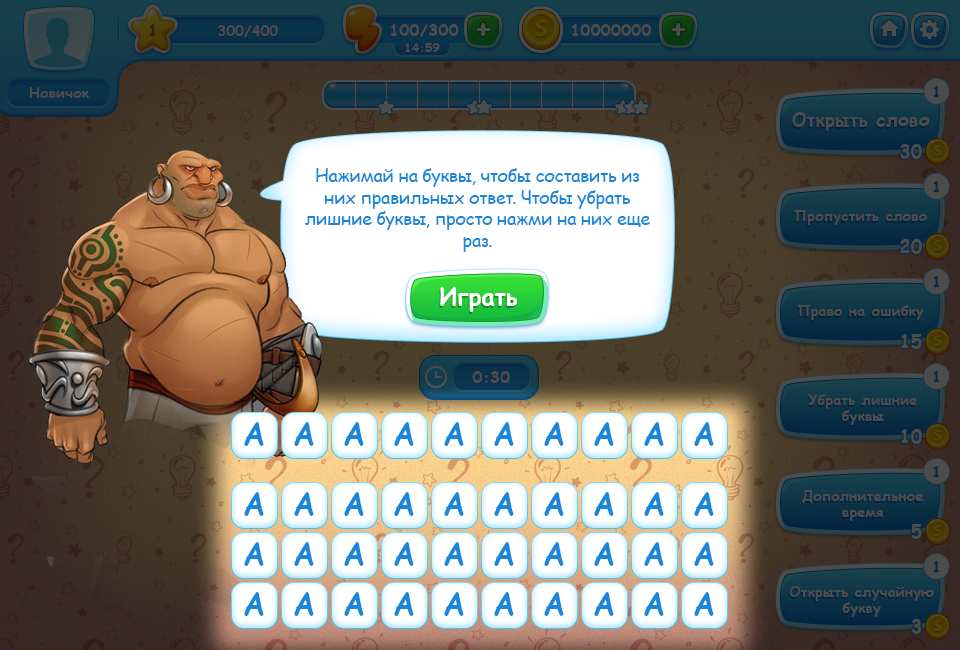 1
300/400
100/300
14:59
S
10000000
Новичок
Нажимай на буквы, чтобы составить из
них правильных ответ. Чтобы убрать
лишние буквы, просто нажми на них еще
раз.
Играть
0:30
А А А А А А А А А А
А А А А А А А А А А
А А А А А А А А А А
А А А А А А А А А А
1
Открыть слово
30
1
Пропустить слово
20
1
Право на ошибку
15
1
Убрать лишние
буквы
10
1
Дополнительное
время
5
1
Открыть случайную
букву
3